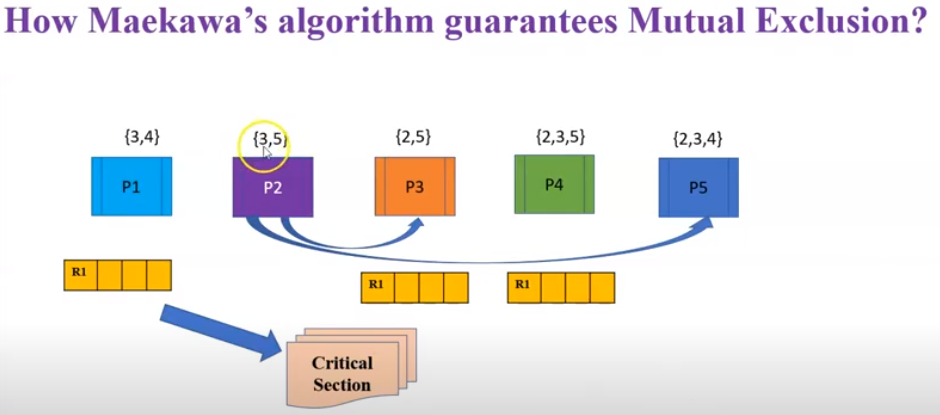 How Maekawa’s algorithm guarantees Mutual Exclusion?
{3,4}
{3,5}
{2,5}
{2,3,5}
{2,3,4}
P1
P2
P3
P4
P5
R1
R1
R1
Critical
Section